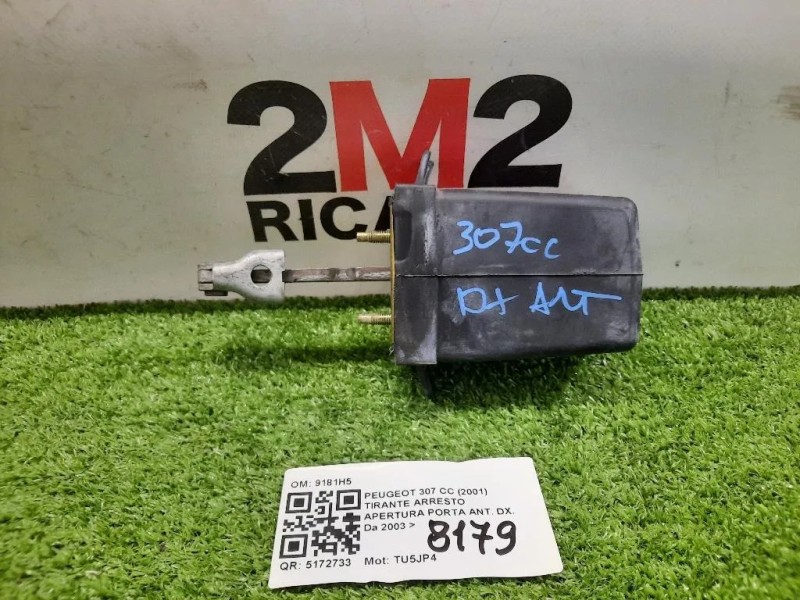 2M2
RICA
307cc
DX ANT
OM: 9181H5
PEUGEOT 307 CC (2001)
TIRANTE ARRESTO
APERTURA PORTA ANT. DX.
Da 2003 >
8179
QR: 5172733
Mot: TU5JP4